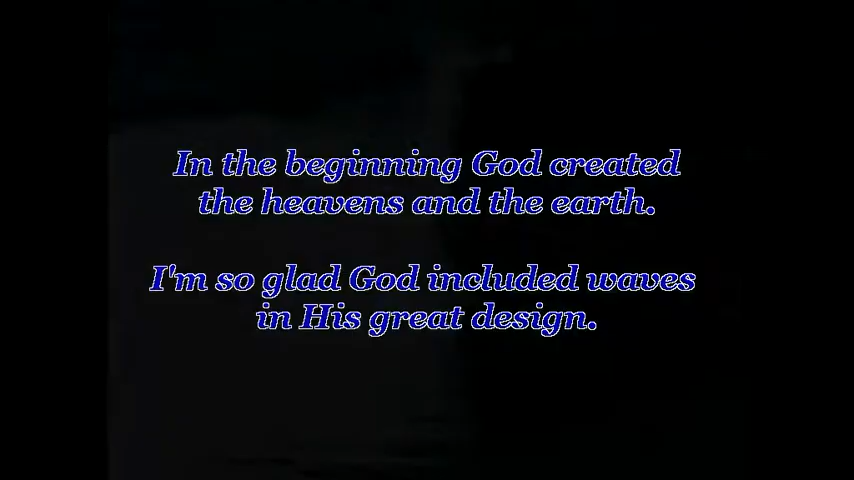 In the beginning God created
the heavens and the earth.
I'm so glad God included waves
in His great design.